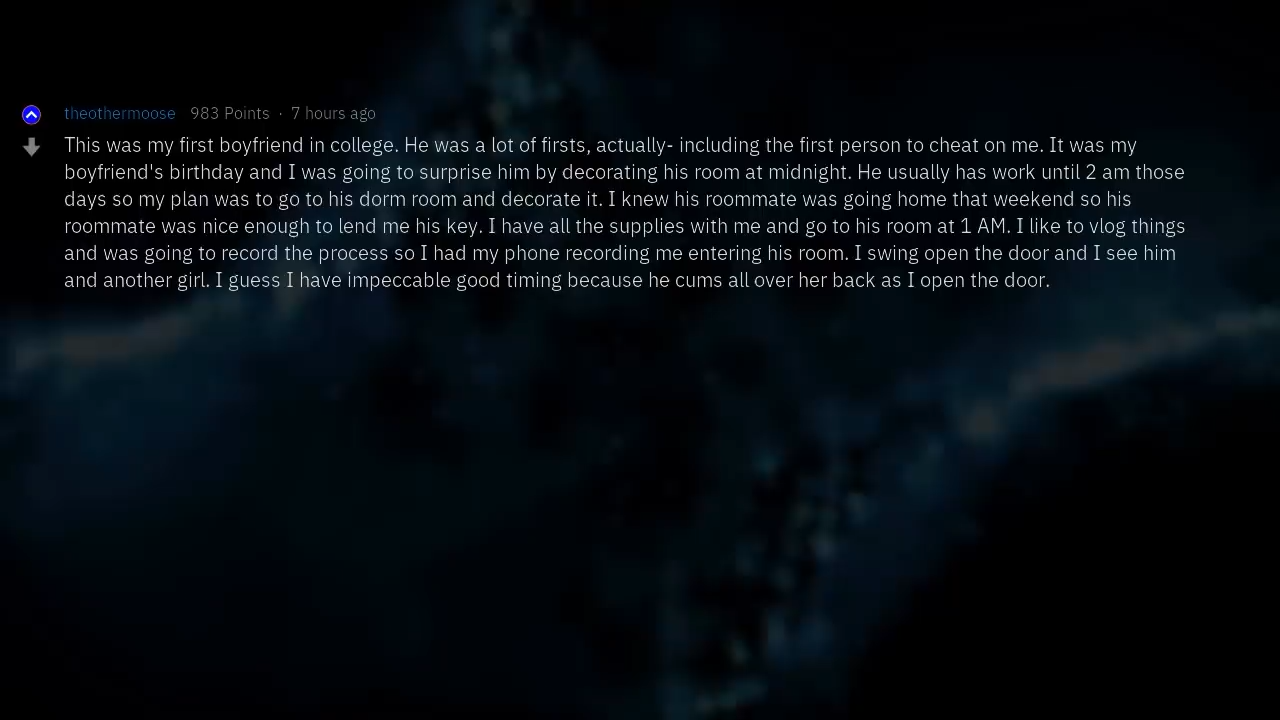 theothermoose 983 Points · 7 hours ago
This was my first boyfriend in college. He was a lot of firsts, actually- including the first person to cheat on me. It was my
boyfriend's birthday and I was going to surprise him by decorating his room at midnight. He usually has work until 2 am those
days so my plan was to go to his dorm room and decorate it. I knew his roommate was going home that weekend so his
roommate was nice enough to lend me his key. I have all the supplies with me and go to his room at 1 AM. I like to vlog things
and was going to record the process so I had my phone recording me entering his room. I swing open the door and I see him
and another girl. I guess I have impeccable good timing because he cums all over her back as I open the door.